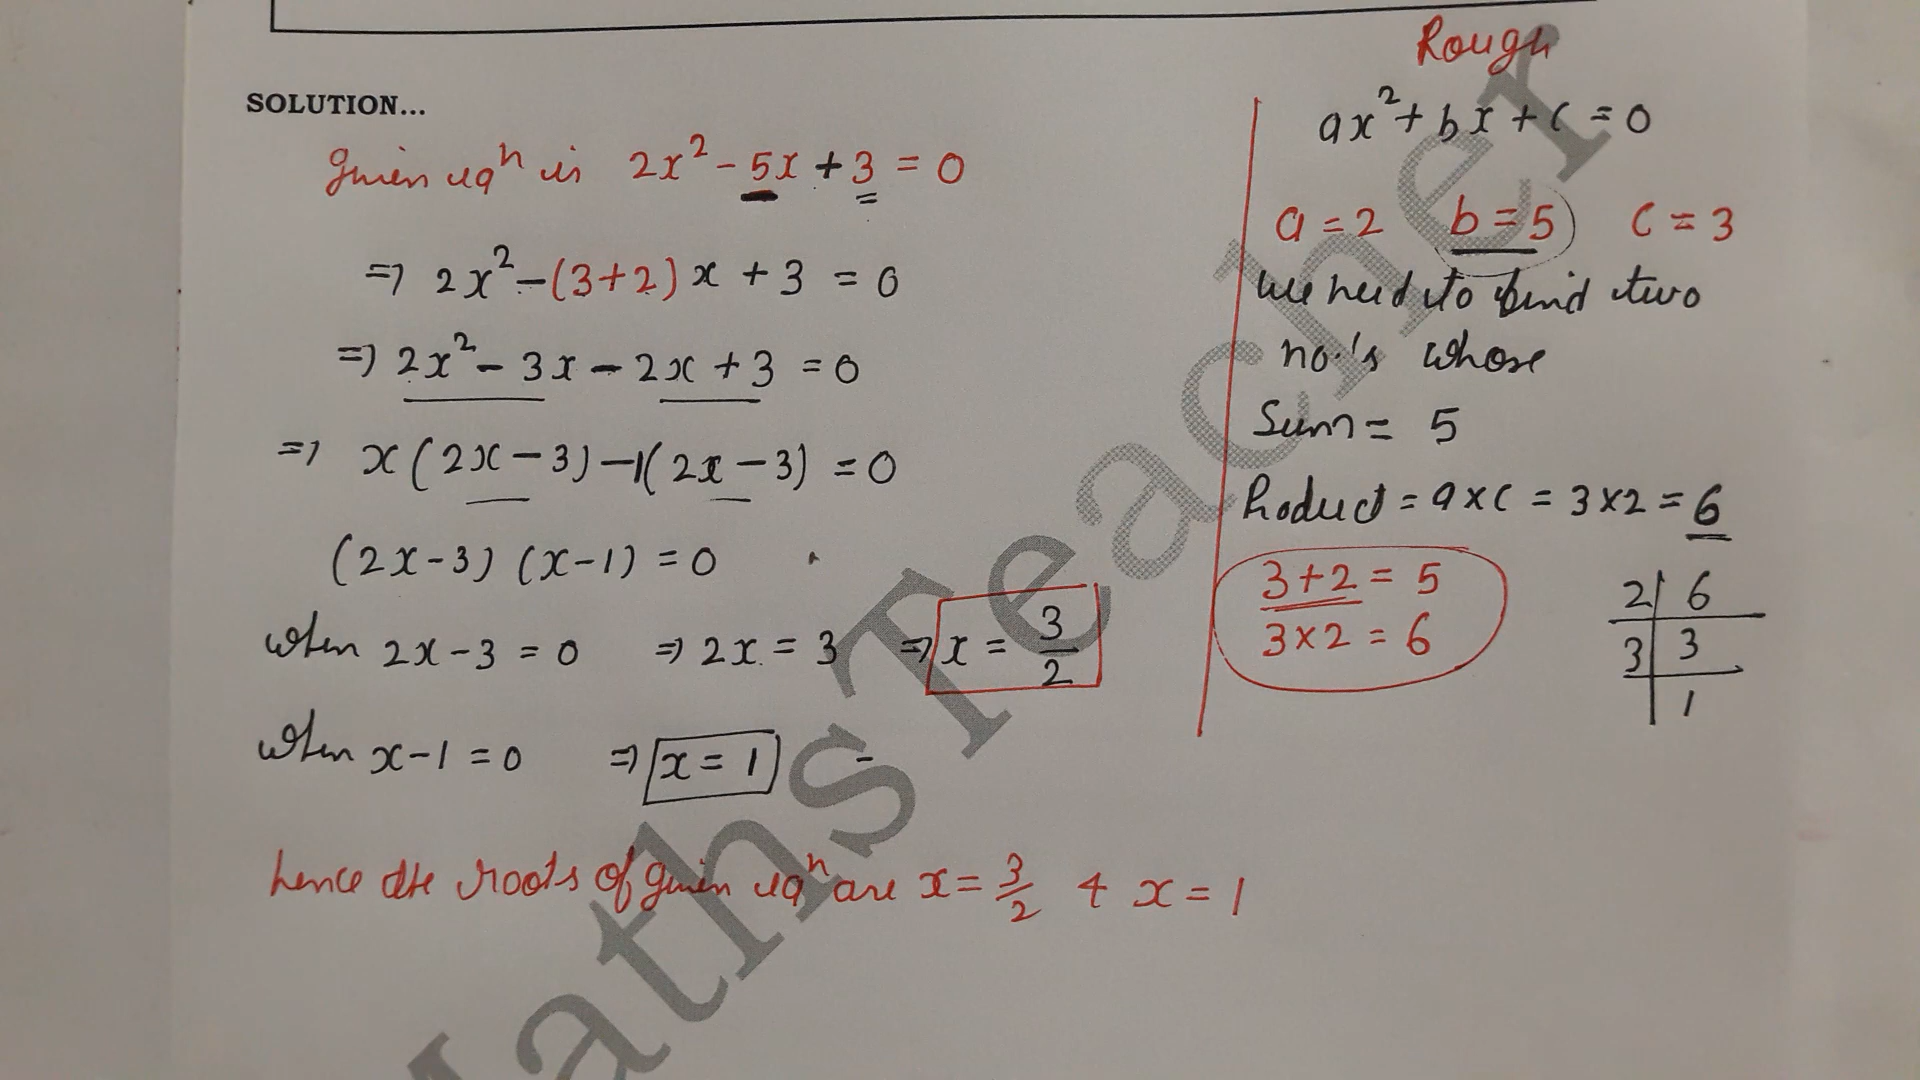 SOLUTION...
Given eqⁿ is 2x² - 5x + 3 = 0
⇒ 2x² - (3+2) x + 3 = 0
⇒ 2x² - 3x - 2x + 3 = 0
⇒ x (2x - 3) - 1(2x - 3) = 0
(2x - 3) (x - 1) = 0
when 2x - 3 = 0 ⇒ 2x = 3 ⇒ x = 3/2
when x - 1 = 0 ⇒ x = 1
hence the roots of given eqⁿ are x = 3/2 & x = 1
Rough
ax² + bx + c = 0
a = 2 b = 5 c = 3
We need to find two
no.'s whose
Sum = 5
Product = a x c = 3 x 2 = 6
3 + 2 = 5
3 x 2 = 6
2 | 6
3 | 3
| 1
Maths Teacher